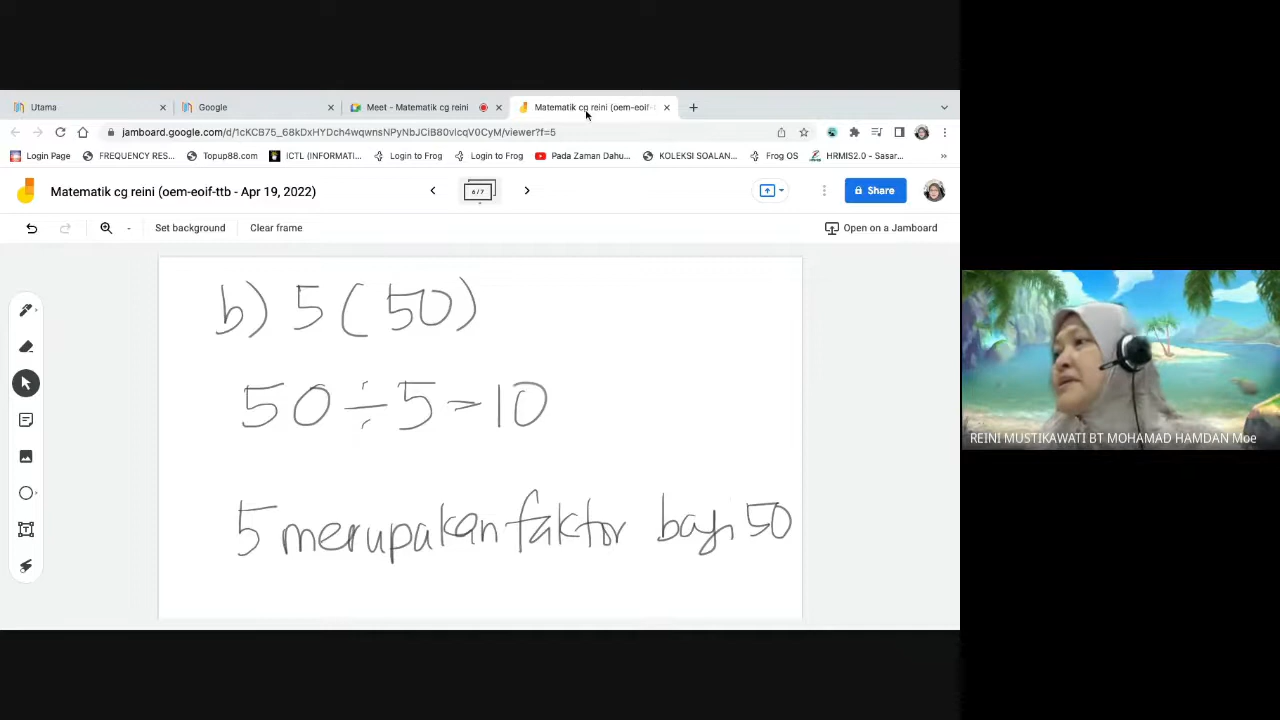 Utama
Google
Meet - Matematik cg reini
Matematik cg reini (oem-eoif-t
jamboard.google.com/d/1cKCB75_68kDxHYDch4wqwnsNPyNbJCiB80vIcqV0CyM/viewer?f=5
Login Page
FREQUENCY RES...
Topup88.com
ICTL (INFORMATI...
Login to Frog
Login to Frog
Pada Zaman Dahu...
KOLEKSI SOALAN...
Frog OS
HRMIS2.0 - Sasar...
»
Matematik cg reini (oem-eoif-ttb - Apr 19, 2022)
6/7
Share
Set background
Clear frame
Open on a Jamboard
b) 5 ( 50 )
50 ÷ 5 = 10
5 merupakan faktor bagi 50
REINI MUSTIKAWATI BT MOHAMAD HAMDAN Moe